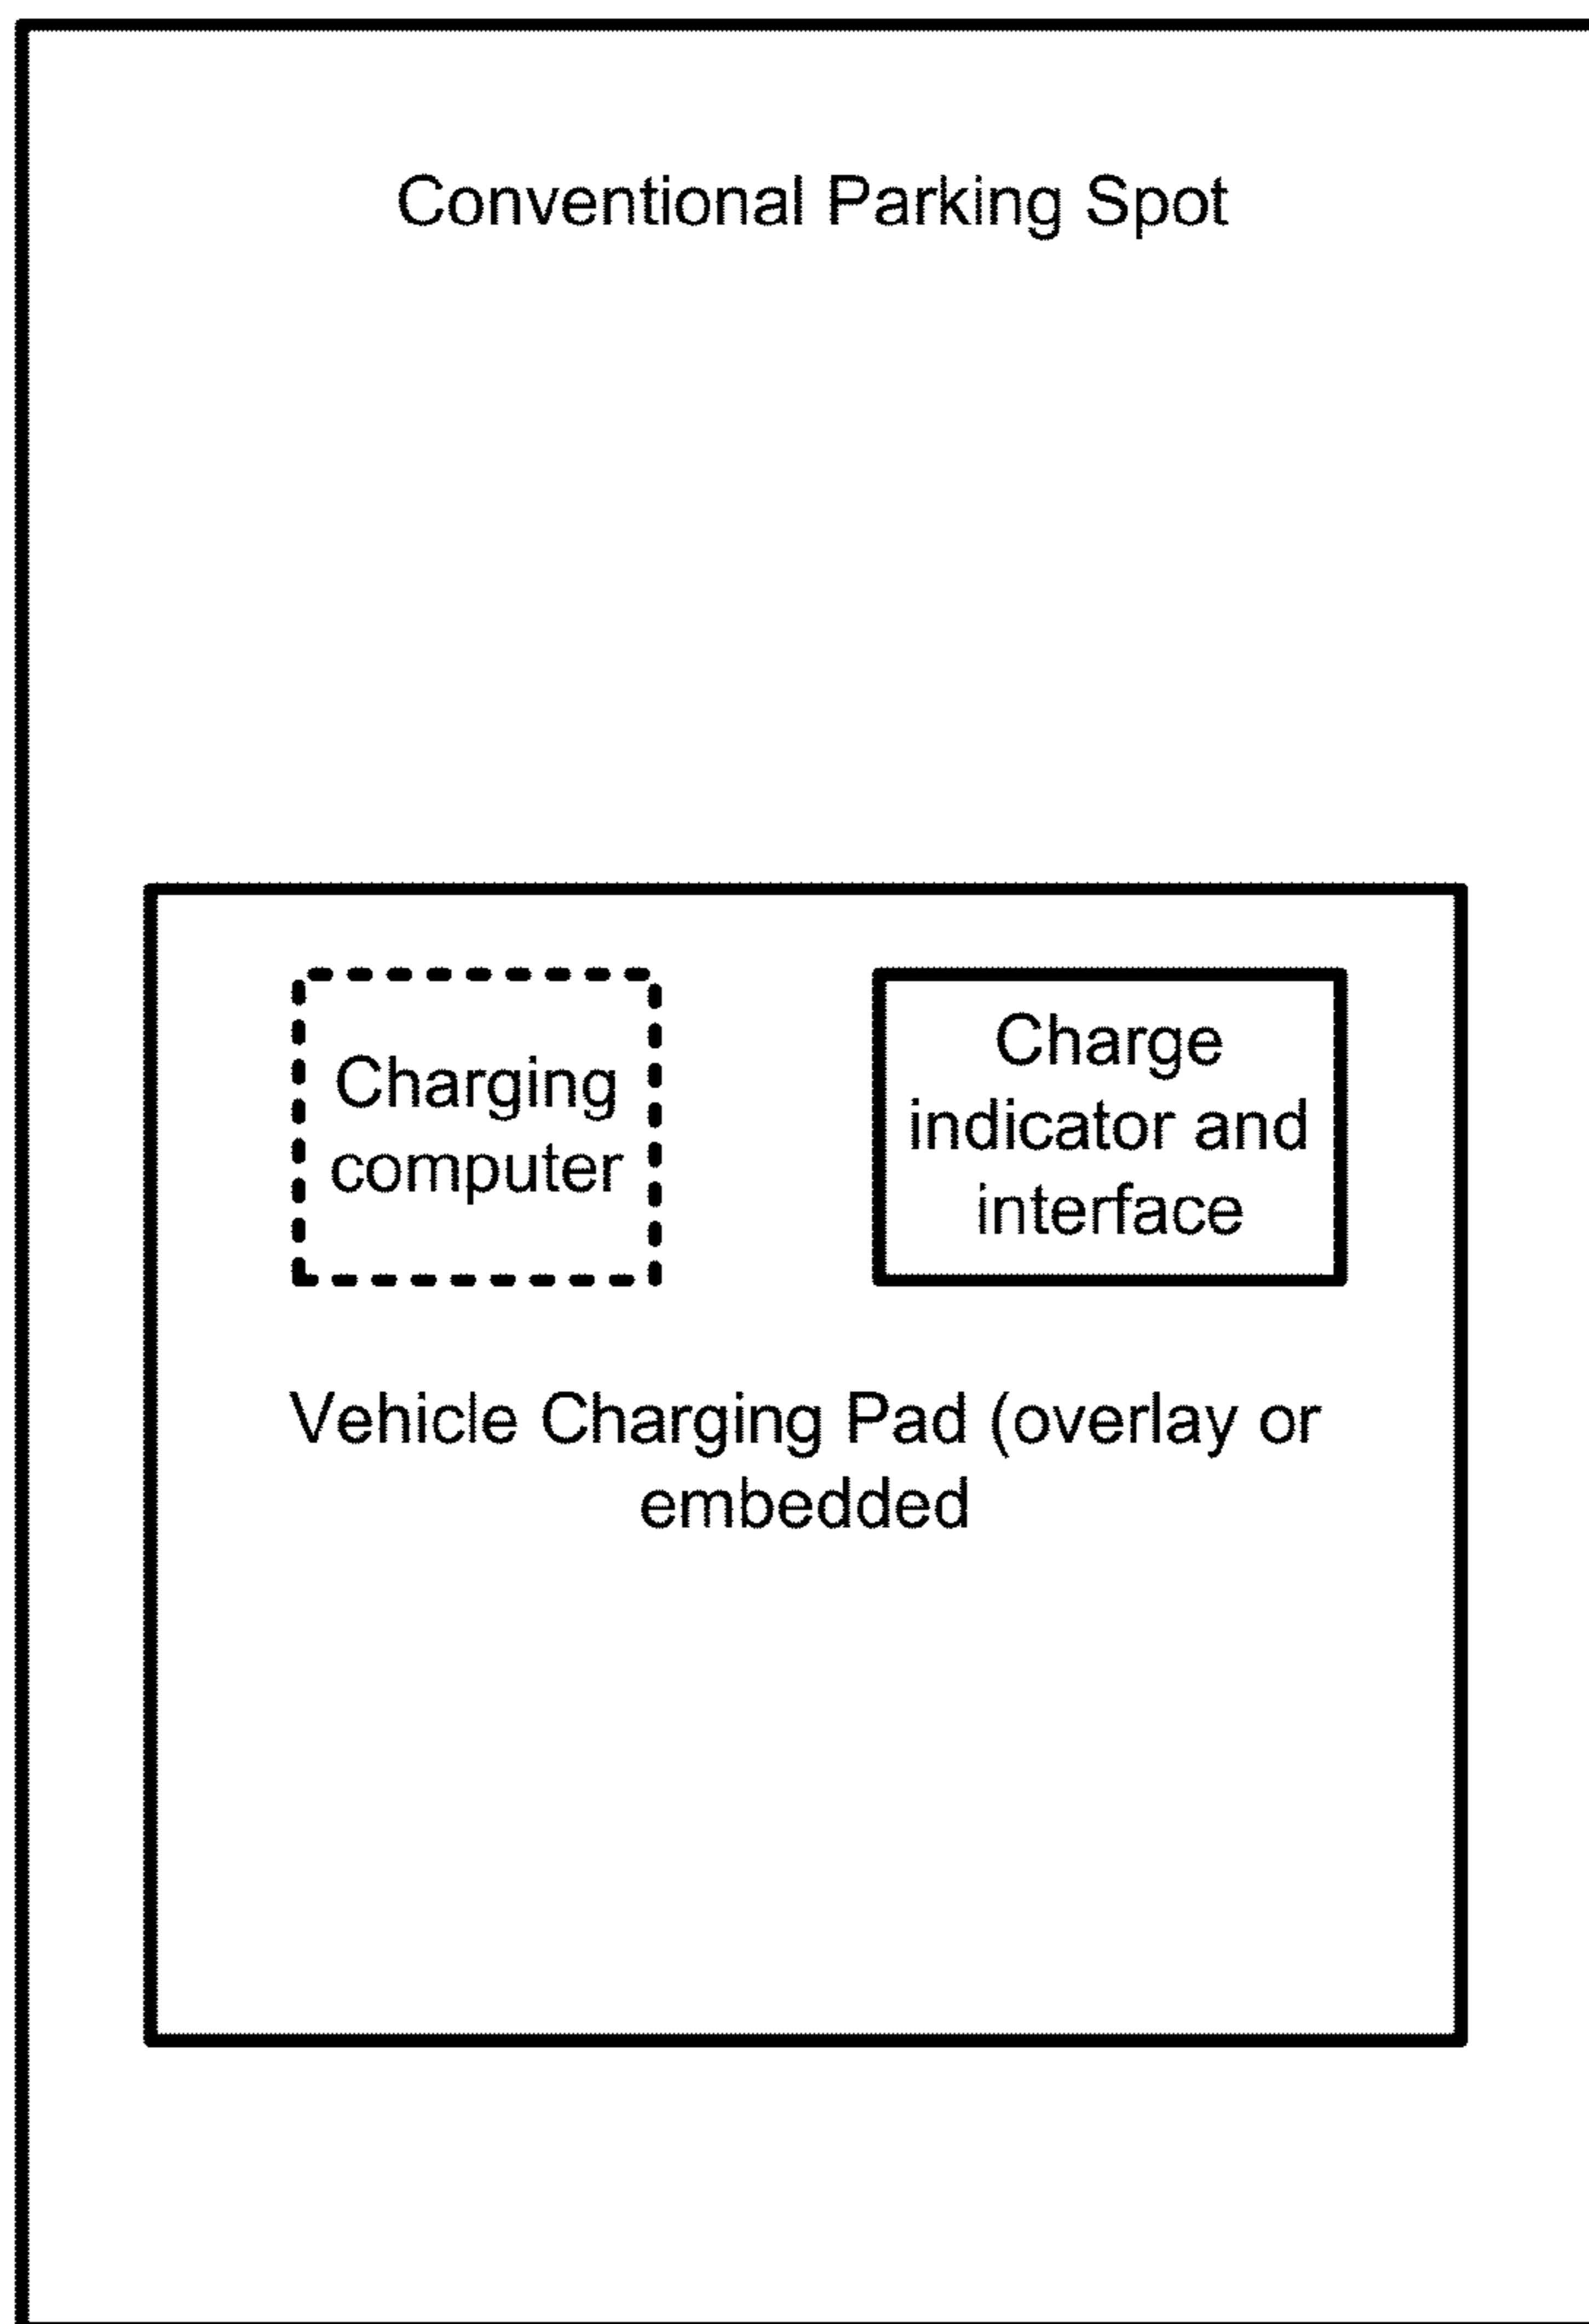 Conventional Parking Spot
Charging
computer
Charge
indicator and
interface
Vehicle Charging Pad (overlay or
embedded